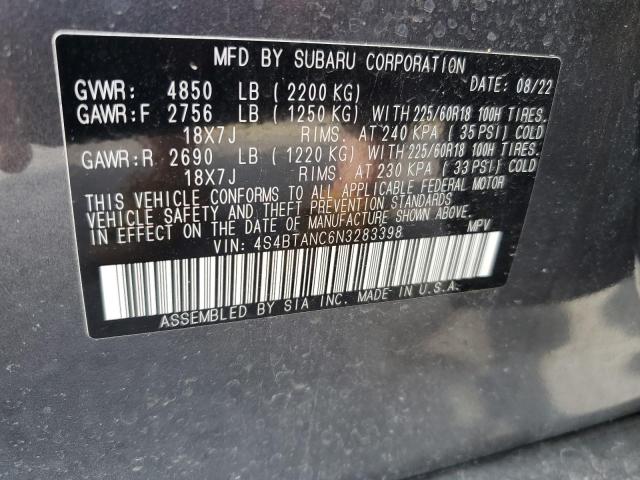 MFD BY SUBARU CORPORATION
GVWR: 4850 LB (2200 KG) DATE: 08/22
GAWR:F 2756 LB (1250 KG) WITH 225/60R18 100H TIRES.
18X7J RIMS. AT 240 KPA (35 PSI) COLD
GAWR:R 2690 LB (1220 KG) WITH 225/60R18 100H TIRES.
18X7J RIMS. AT 230 KPA (33 PSI) COLD
THIS VEHICLE CONFORMS TO ALL APPLICABLE FEDERAL MOTOR
VEHICLE SAFETY AND THEFT PREVENTION STANDARDS
IN EFFECT ON THE DATE OF MANUFACTURE SHOWN ABOVE.
VIN: 4S4BTANC6N3283398 MPV
ASSEMBLED BY SIA INC. MADE IN U.S.A.